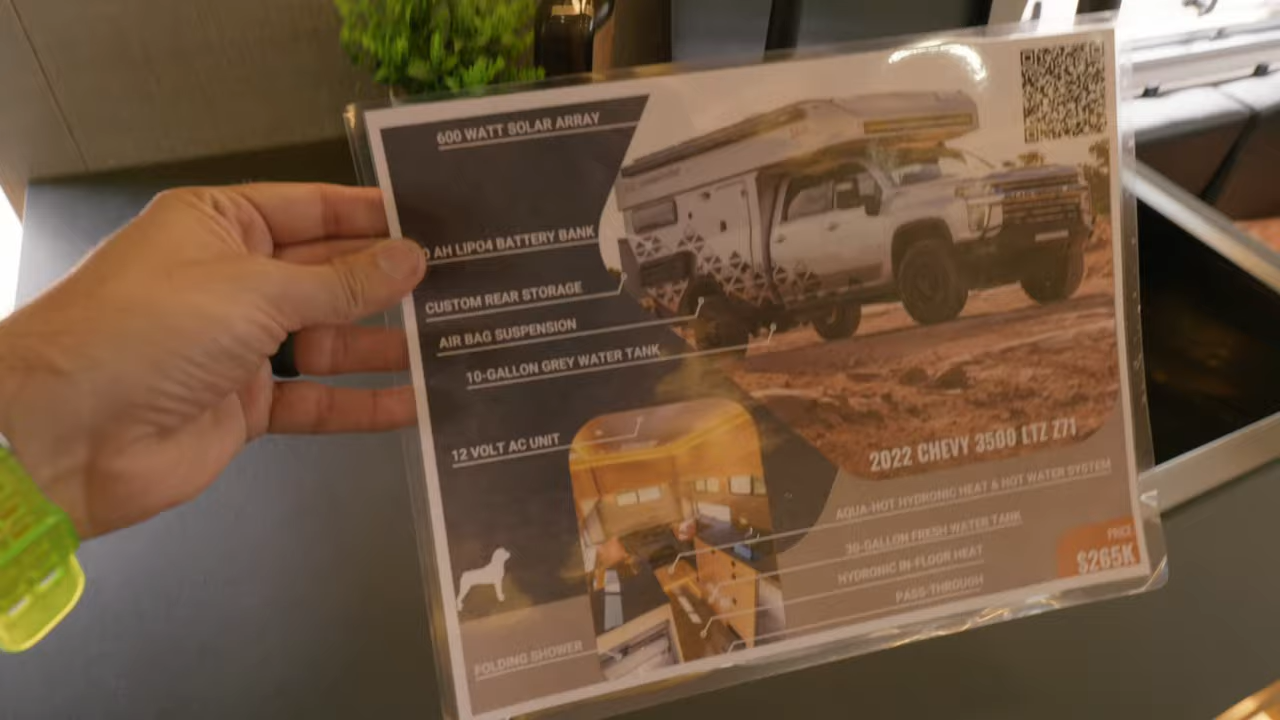 600 WATT SOLAR ARRAY
0 AH LIPO4 BATTERY BANK
CUSTOM REAR STORAGE
AIR BAG SUSPENSION
10-GALLON GREY WATER TANK
12 VOLT AC UNIT
FOLDING SHOWER
2022 CHEVY 3500 LTZ Z71
AQUA-HOT HYDRONIC HEAT & HOT WATER SYSTEM
30-GALLON FRESH WATER TANK
HYDRONIC IN-FLOOR HEAT
PASS-THROUGH
PRICE
$265K